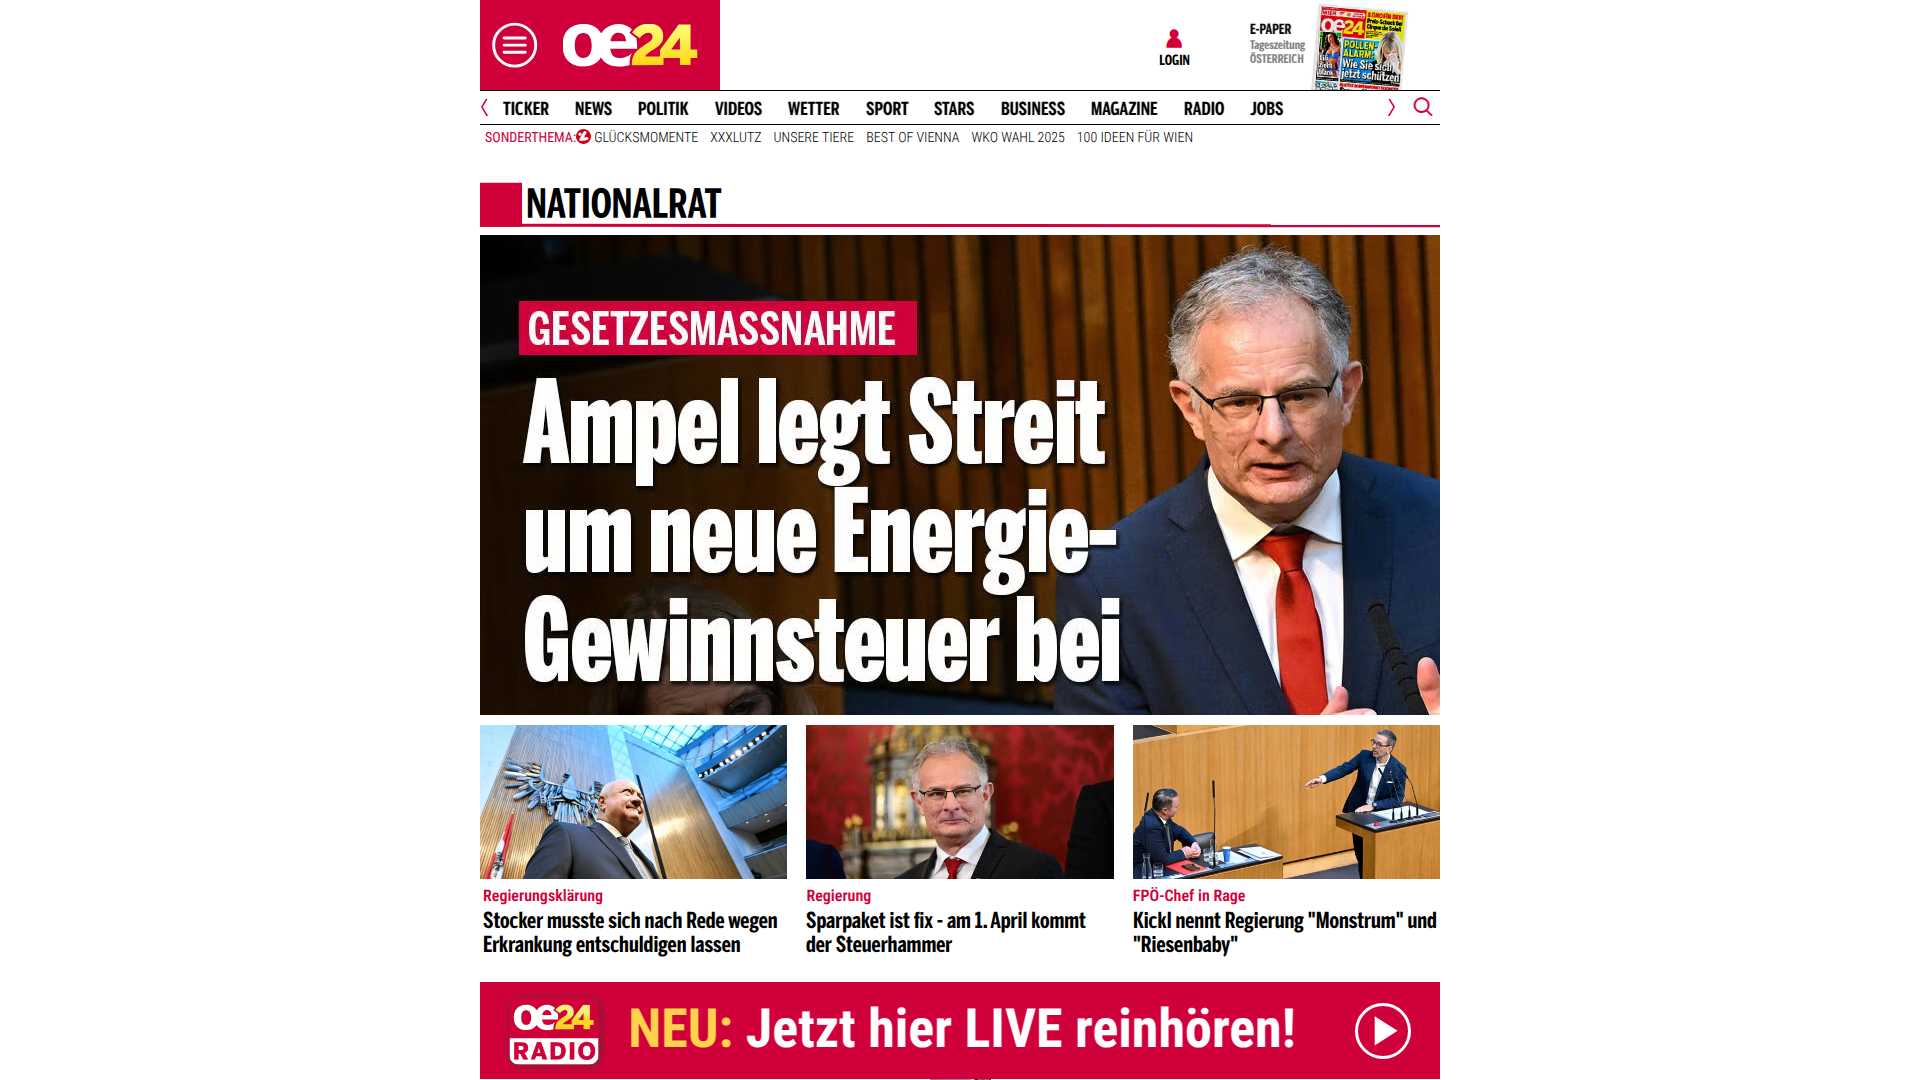 oe24
LOGIN
E-PAPER
Tageszeitung
ÖSTERREICH
oe24
POLLEN-
ALARM:
Wie Sie sich
jetzt schützen
TICKER NEWS POLITIK VIDEOS WETTER SPORT STARS BUSINESS MAGAZINE RADIO JOBS
SONDERTHEMA: GLÜCKSMOMENTE XXXLUTZ UNSERE TIERE BEST OF VIENNA WKO WAHL 2025 100 IDEEN FÜR WIEN
NATIONALRAT
GESETZESMASSNAHME
Ampel legt Streit
um neue Energie-
Gewinnsteuer bei
Regierungsklärung
Stocker musste sich nach Rede wegen
Erkrankung entschuldigen lassen
Regierung
Sparpaket ist fix - am 1. April kommt
der Steuerhammer
FPÖ-Chef in Rage
Kickl nennt Regierung "Monstrum" und
"Riesenbaby"
oe24
RADIO
NEU: Jetzt hier LIVE reinhören!